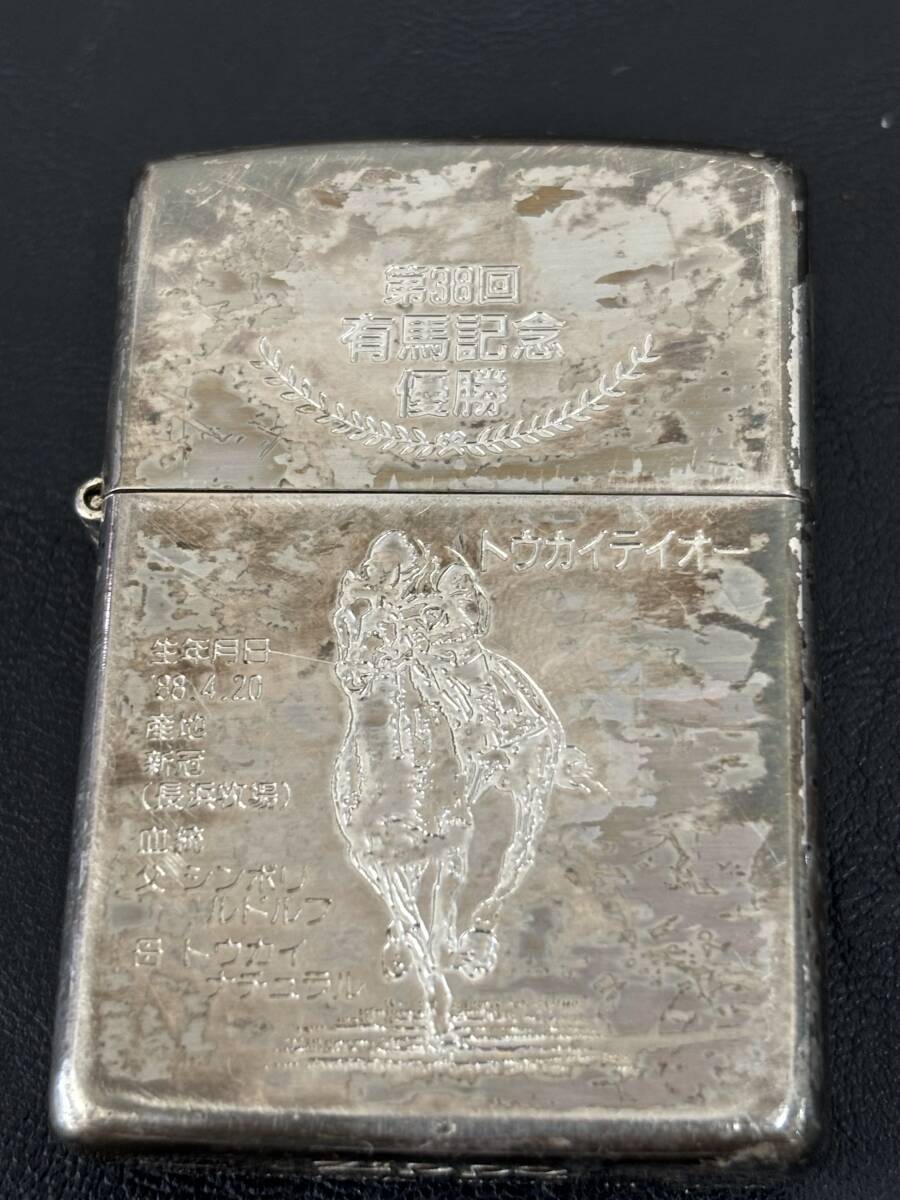 第38回
有馬記念
優勝
トウカイテイオー
生年月日
'88.4.20
産地
新冠
(長浜牧場)
血統
父 シンボリ
ルドルフ
母 トウカイ
ナチュラル